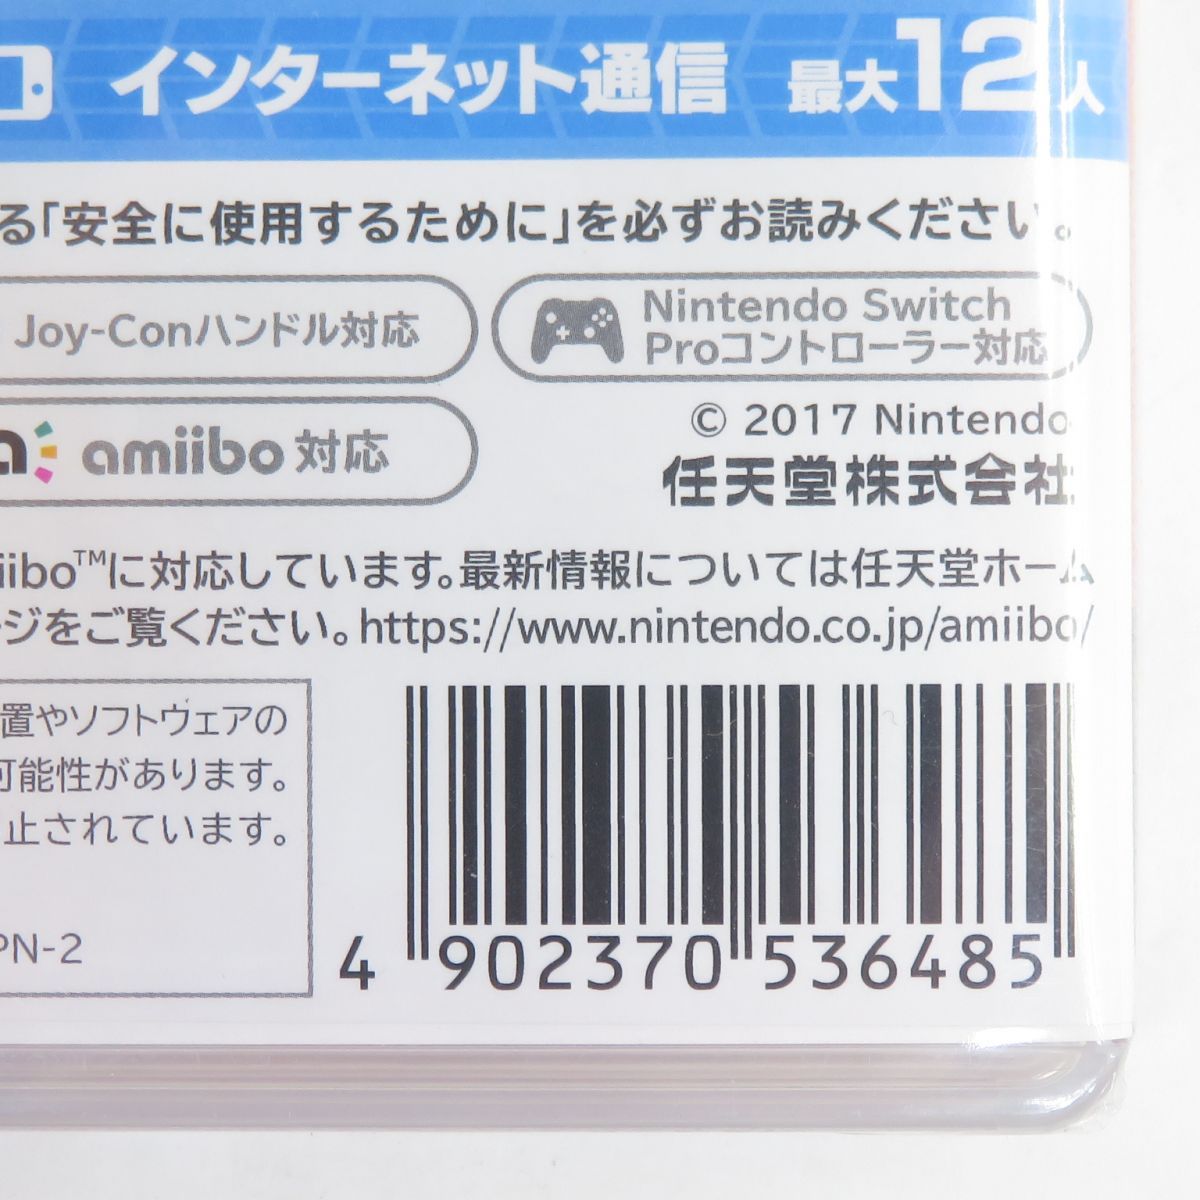 インターネット通信 最大12人
る「安全に使用するために」を必ずお読みください。
Joy-Conハンドル対応
Nintendo Switch
Proコントローラー対応
amiibo対応
© 2017 Nintendo
任天堂株式会社
iibo™に対応しています。最新情報については任天堂ホーム
ージをご覧ください。https://www.nintendo.co.jp/amiibo/
置やソフトウェアの
可能性があります。
止されています。
PN-2
4 902370 536485